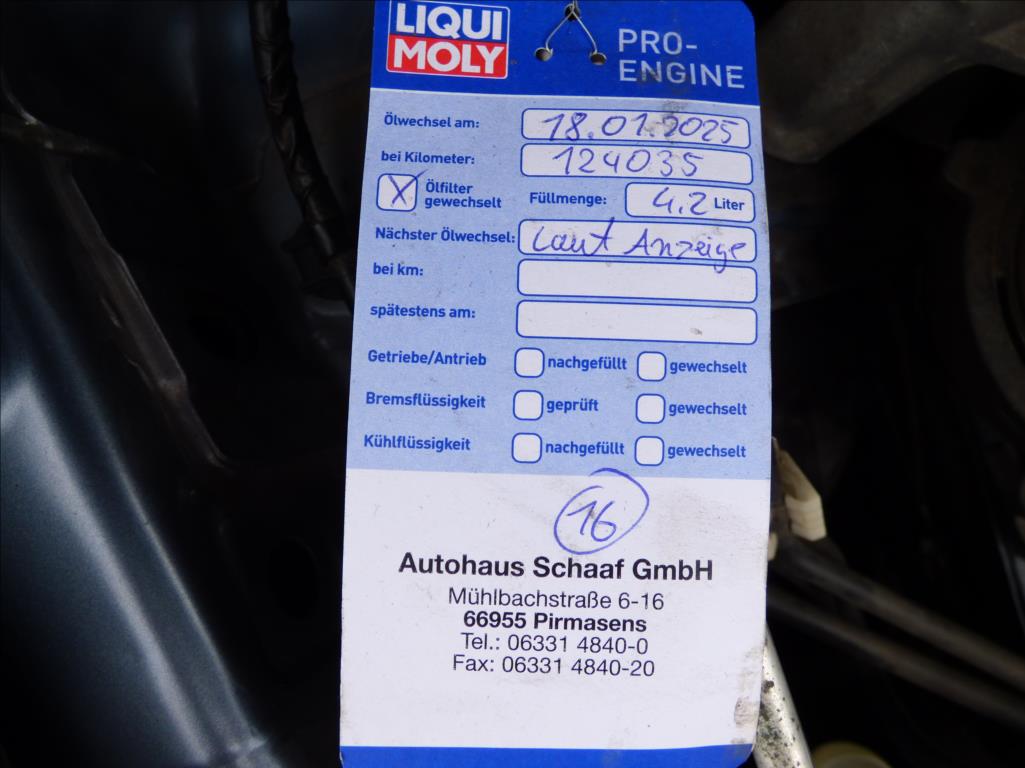 LIQUI
MOLY
PRO-
ENGINE
Ölwechsel am: 18.01.2025
bei Kilometer: 124035
X Ölfilter gewechselt Füllmenge: 4.2 Liter
Nächster Ölwechsel: Laut Anzeige
bei km:
spätestens am:
Getriebe/Antrieb nachgefüllt gewechselt
Bremsflüssigkeit geprüft gewechselt
Kühlflüssigkeit nachgefüllt gewechselt
16
Autohaus Schaaf GmbH
Mühlbachstraße 6-16
66955 Pirmasens
Tel.: 06331 4840-0
Fax: 06331 4840-20